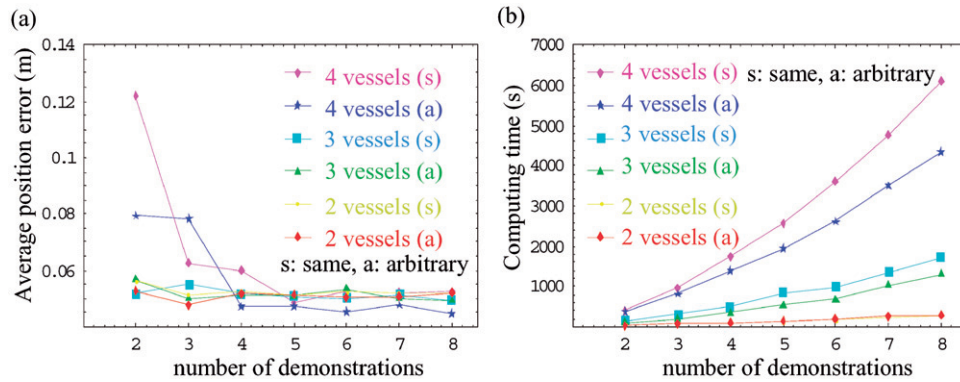 (a)
0.14
0.12
0.1
0.08
0.06
Average position error (m)
4 vessels (s)
4 vessels (a)
3 vessels (s)
3 vessels (a)
2 vessels (s)
2 vessels (a)
s: same, a: arbitrary
2 3 4 5 6 7 8
number of demonstrations
(b)
7000
6000
5000
4000
3000
2000
1000
Computing time (s)
4 vessels (s)
s: same, a: arbitrary
4 vessels (a)
3 vessels (s)
3 vessels (a)
2 vessels (s)
2 vessels (a)
2 3 4 5 6 7 8
number of demonstrations